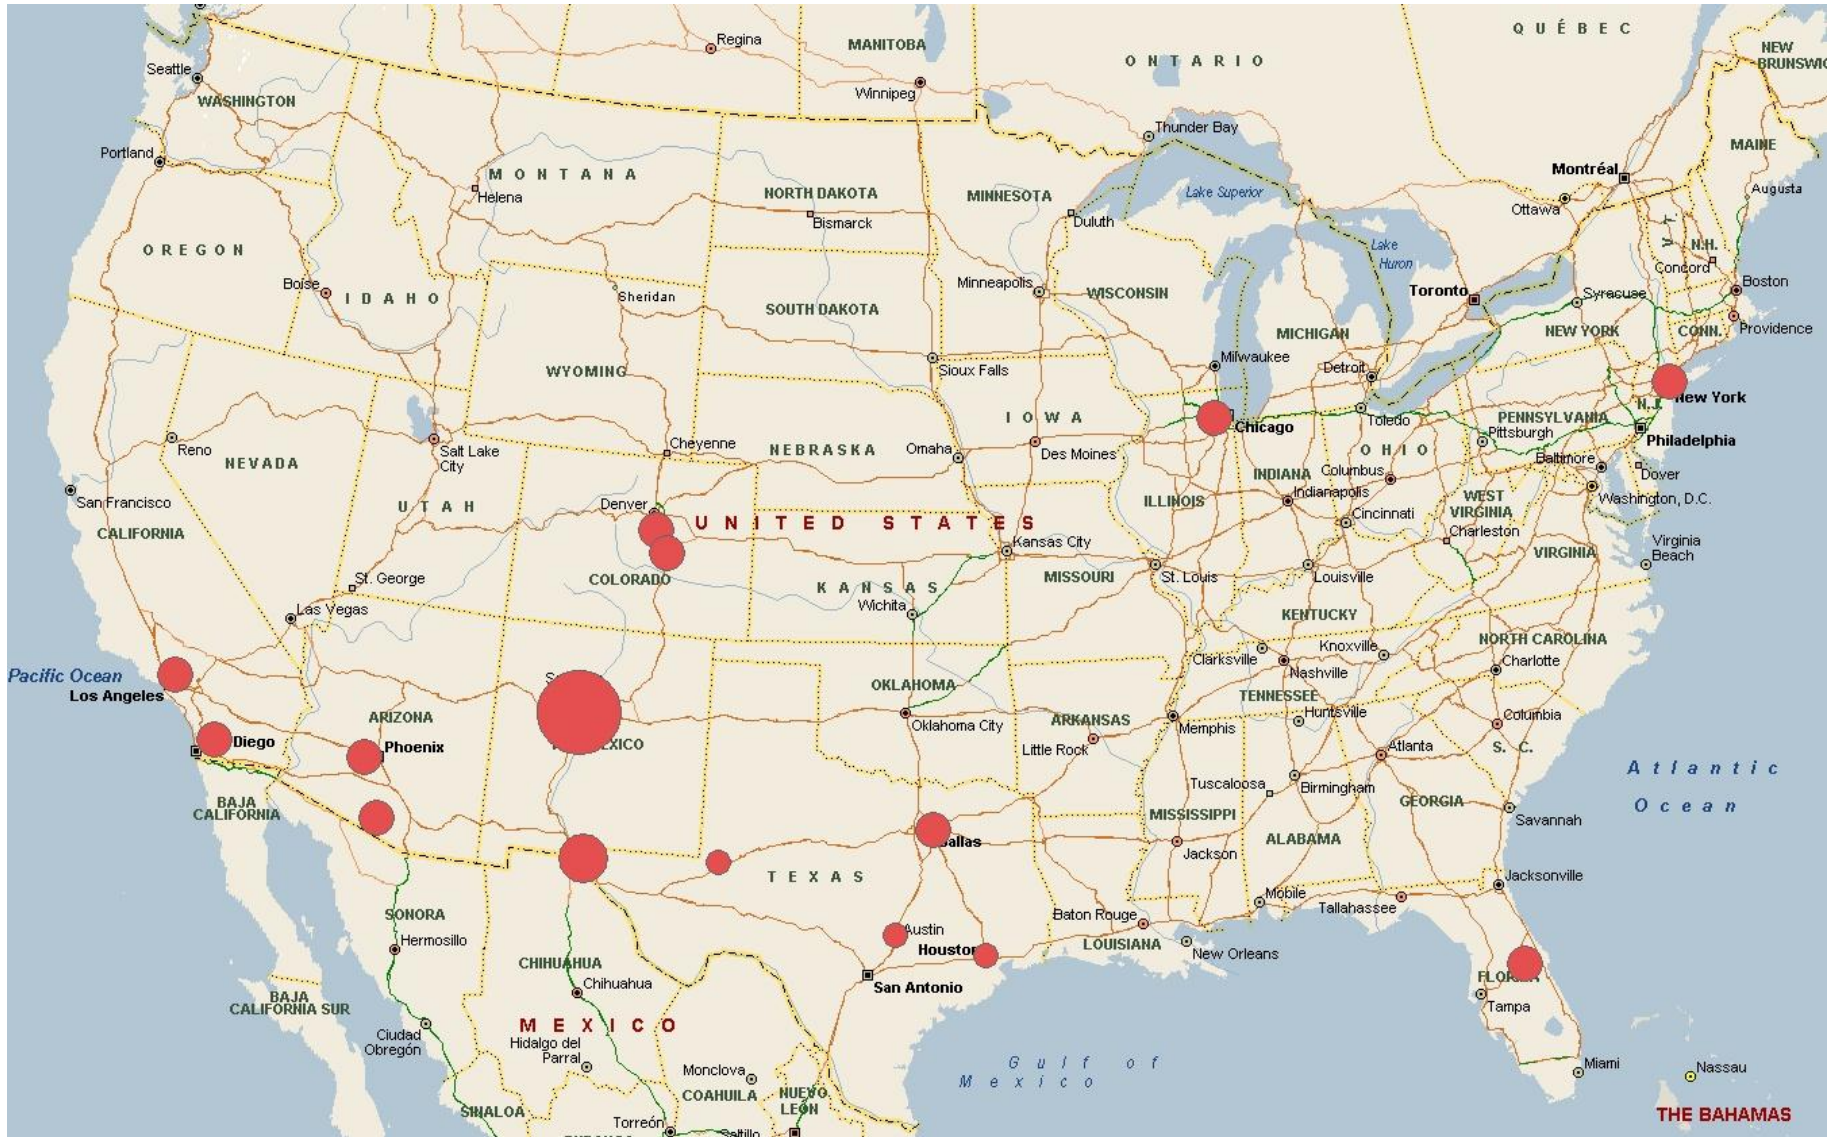 QUÉBEC
Regina
MANITOBA
NEW
BRUNSWIC
ONTARIO
Seattle
Winnipeg
WASHINGTON
Thunder Bay
MAINE
Portland
Montréal
MONTANA
Helena
NORTH DAKOTA
MINNESOTA
Lake Superior
Augusta
Ottawa
Bismarck
Duluth
V.T.
N.H.
OREGON
Lake
Huron
Concord
Boise
IDAHO
Sheridan
Minneapolis
WISCONSIN
Toronto
Syracuse
Boston
SOUTH DAKOTA
MICHIGAN
NEW YORK
CONN.
Providence
Milwaukee
WYOMING
Sioux Falls
Detroit
New York
N.J.
IOWA
Chicago
Toledo
PENNSYLVANIA
Pittsburgh
Philadelphia
Reno
Salt Lake
City
Cheyenne
NEBRASKA
Omaha
Des Moines
OHIO
NEVADA
INDIANA
Columbus
Baltimore
Dover
San Francisco
UTAH
Denver
ILLINOIS
Indianapolis
WEST
VIRGINIA
Washington, D.C.
CALIFORNIA
UNITED STATES
Cincinnati
Charleston
Kansas City
VIRGINIA
Virginia
Beach
St. George
COLORADO
KANSAS
MISSOURI
St. Louis
Louisville
Las Vegas
Wichita
KENTUCKY
NORTH CAROLINA
Clarksville
Knoxville
Charlotte
Pacific Ocean
Nashville
Los Angeles
OKLAHOMA
TENNESSEE
ARIZONA
Oklahoma City
ARKANSAS
Huntsville
Columbia
Memphis
Diego
Phoenix
Little Rock
Atlanta
S. C.
Atlantic
Ocean
Tuscaloosa
Birmingham
GEORGIA
BAJA
CALIFORNIA
MISSISSIPPI
Savannah
Dallas
ALABAMA
Jackson
TEXAS
Jacksonville
Mobile
Tallahassee
SONORA
Baton Rouge
Austin
Hermosillo
Houston
LOUISIANA
New Orleans
CHIHUAHUA
Chihuahua
San Antonio
FLORIDA
BAJA
CALIFORNIA SUR
Tampa
MEXICO
Ciudad
Obregón
Hidalgo del
Parral
Gulf of
Mexico
Miami
Nassau
Monclova
COAHUILA
NUEVO
LEÓN
SINALOA
Torreón
THE BAHAMAS